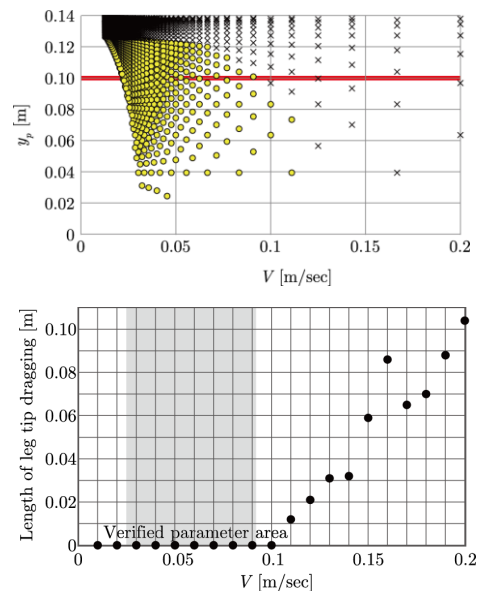 0.14
0.12
0.10
0.08
0.06
0.04
0.02
0
y_p [m]
0 0.05 0.1 0.15 0.2
V [m/sec]
0.10
0.08
0.06
0.04
0.02
0
Length of leg tip dragging [m]
Verified parameter area
0.05 0.1 0.15 0.2
V [m/sec]